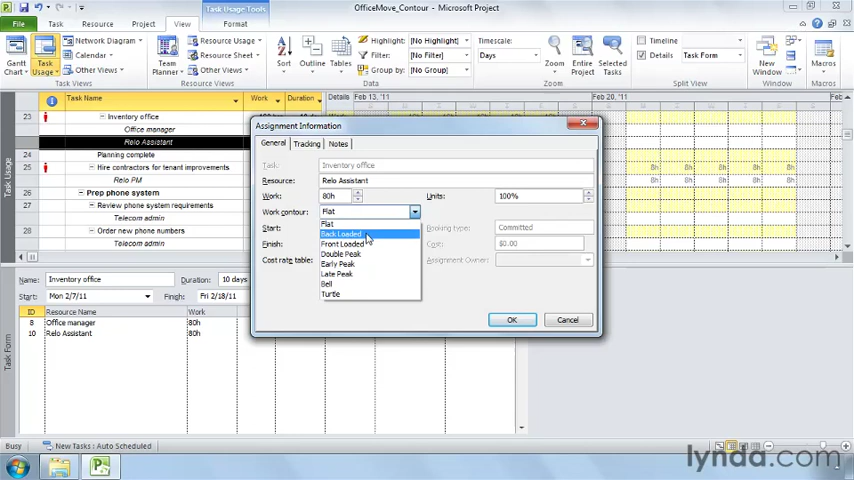 OfficeMove_Contour - Microsoft Project
Task Usage Tools
File Task Resource Project View Format
Gantt Chart
Task Usage
Network Diagram
Calendar
Other Views
Task Views
Team Planner
Resource Usage
Resource Sheet
Other Views
Resource Views
Sort
Outline
Tables
Highlight: [No Highlight]
Filter: [No Filter]
Group by: [No Group]
Data
Timescale:
Days
Zoom
Entire Project
Selected Tasks
Zoom
Timeline
Details Task Form
Split View
New Window
Window
Macros
Macros
Task Name Work Duration Details Feb 13, '11 Feb 20, '11 Feb
23 Inventory office
Office manager
Relo Assistant
24 Planning complete
25 Hire contractors for tenant improvements 8h 8h 8h 8h 8h
Relo PM 8h 8h 8h 8h 8h
26 Prep phone system
27 Review phone system requirements
Telecom admin
28 Order new phone numbers
Telecom admin
Task Usage
Assignment Information
General Tracking Notes
Task: Inventory office
Resource: Relo Assistant
Work: 80h Units: 100%
Work contour: Flat
Flat
Back Loaded
Front Loaded
Double Peak
Early Peak
Late Peak
Bell
Turtle
Start: Booking type: Committed
Finish: Cost: $0.00
Cost rate table: Assignment Owner:
OK Cancel
Name: Inventory office Duration: 10 days
Start: Mon 2/7/11 Finish: Fri 2/18/11
ID Resource Name Work
8 Office manager 80h
10 Relo Assistant 80h
Task Form
Busy New Tasks : Auto Scheduled
lynda.com